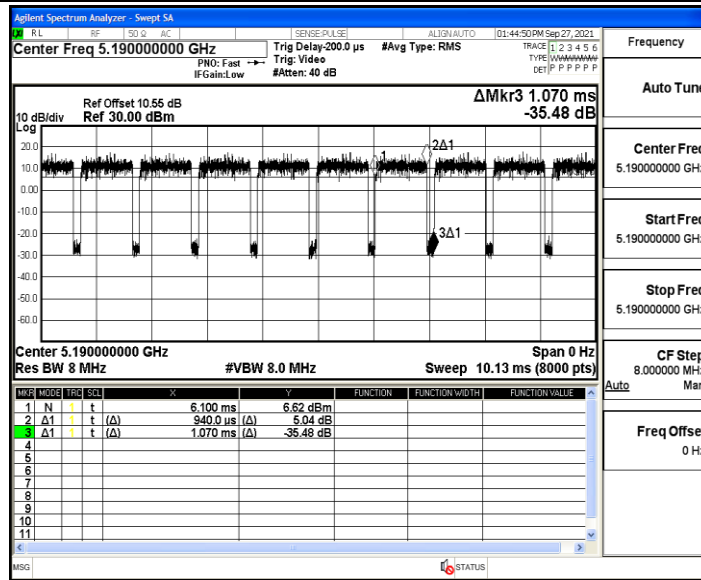 Agilent Spectrum Analyzer - Swept SA
RL RF 50 Ω AC SENSE:PULSE ALIGNAUTO 01:44:50PM Sep 27, 2021
Center Freq 5.190000000 GHz
PNO: Fast
IFGain:Low
Trig Delay-200.0 µs
Trig: Video
#Atten: 40 dB
#Avg Type: RMS
TRACE 1 2 3 4 5 6
TYPE WWWWWW
DET P P P P P P
Frequency
Auto Tune
Center Freq
5.190000000 GHz
Start Freq
5.190000000 GHz
Stop Freq
5.190000000 GHz
CF Step
8.000000 MHz
Auto Man
Freq Offset
0 Hz
ΔMkr3 1.070 ms
-35.48 dB
Ref Offset 10.55 dB
10 dB/div Ref 30.00 dBm
Log
20.0
10.0
0.00
-10.0
-20.0
-30.0
-40.0
-50.0
-60.0
1
2Δ1
3Δ1
Center 5.190000000 GHz Span 0 Hz
Res BW 8 MHz #VBW 8.0 MHz Sweep 10.13 ms (8000 pts)
MKR MODE TRC SCL X Y FUNCTION FUNCTION WIDTH FUNCTION VALUE
1 N 1 t 6.100 ms 6.62 dBm
2 Δ1 1 t (Δ) 940.0 µs (Δ) 5.04 dB
3 Δ1 1 t (Δ) 1.070 ms (Δ) -35.48 dB
4
5
6
7
8
9
10
11
MSG STATUS